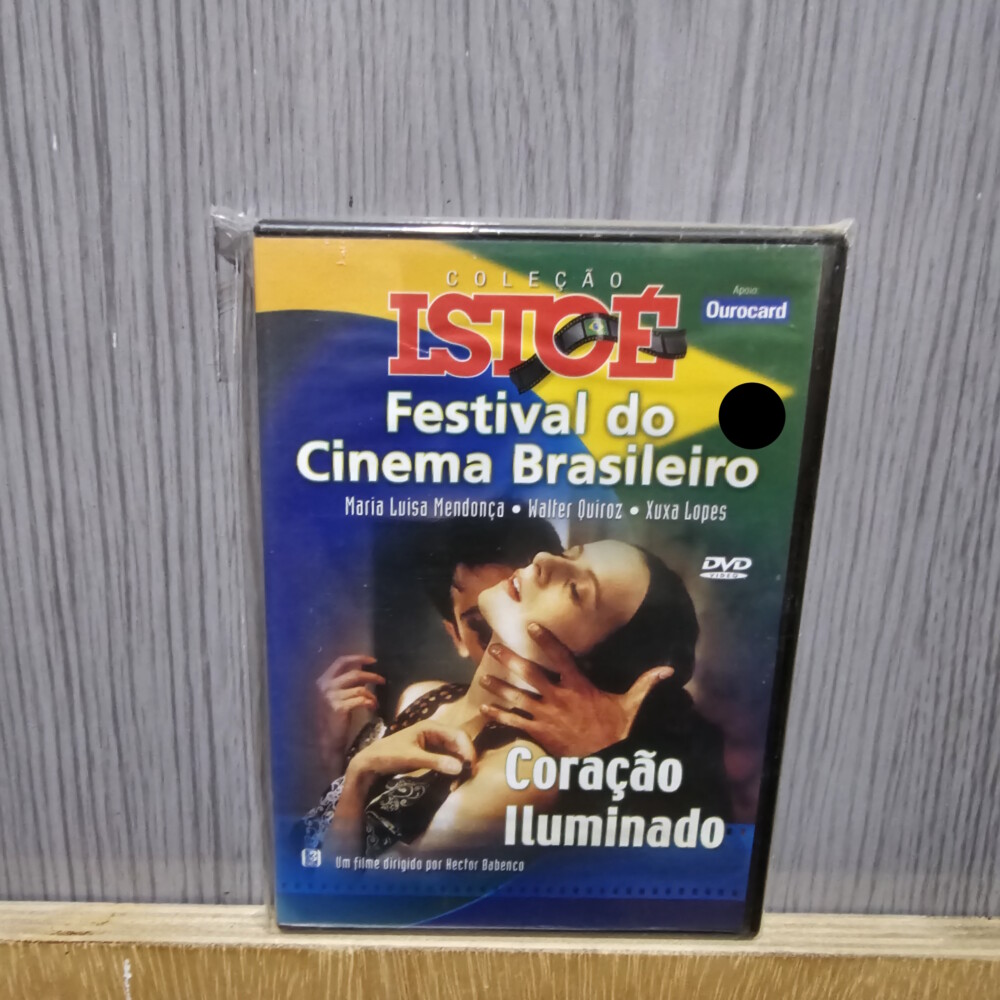 COLEÇÃO
ISTOÉ
Apoio:
Ourocard
Festival do
Cinema Brasileiro
Maria Luisa Mendonça • Walter Quiroz • Xuxa Lopes
DVD
VIDEO
Coração
Iluminado
3
Um filme dirigido por Hector Babenco